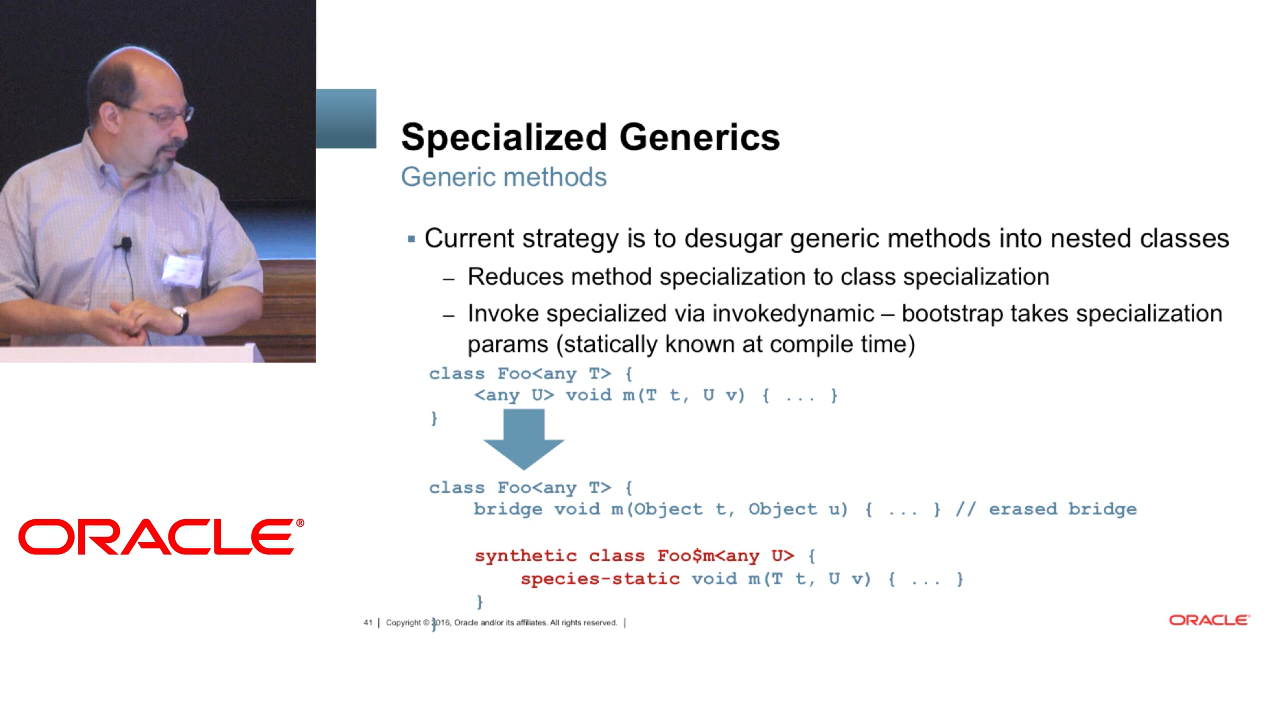 Specialized Generics
Generic methods
▪ Current strategy is to desugar generic methods into nested classes
– Reduces method specialization to class specialization
– Invoke specialized via invokedynamic – bootstrap takes specialization
params (statically known at compile time)
class Foo<any T> {
    <any U> void m(T t, U v) { ... }
}
class Foo<any T> {
    bridge void m(Object t, Object u) { ... } // erased bridge
    synthetic class Foo$m<any U> {
        species-static void m(T t, U v) { ... }
    }
}
ORACLE®
41 | Copyright © 2016, Oracle and/or its affiliates. All rights reserved. |
ORACLE®